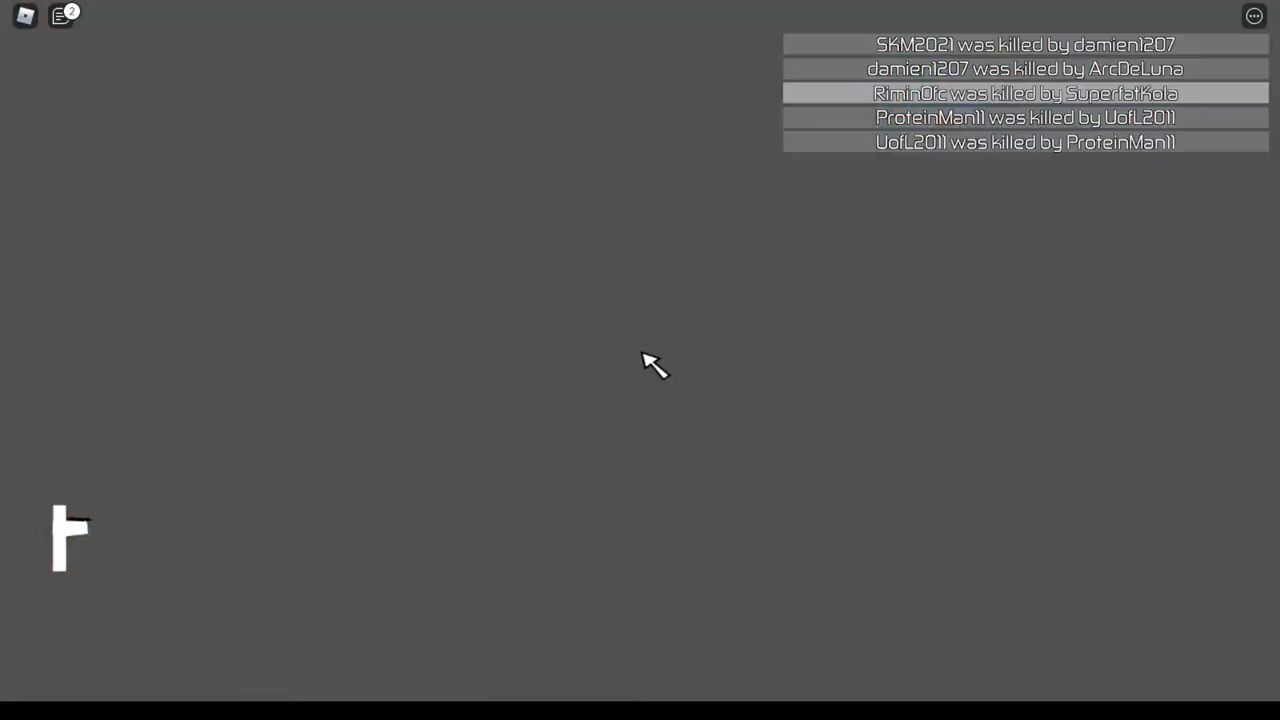 2
SKM2021 was killed by damien1207
damien1207 was killed by ArcDeLuna
RiminOfc was killed by SuperfatKola
ProteinMan11 was killed by UofL2011
UofL2011 was killed by ProteinMan11